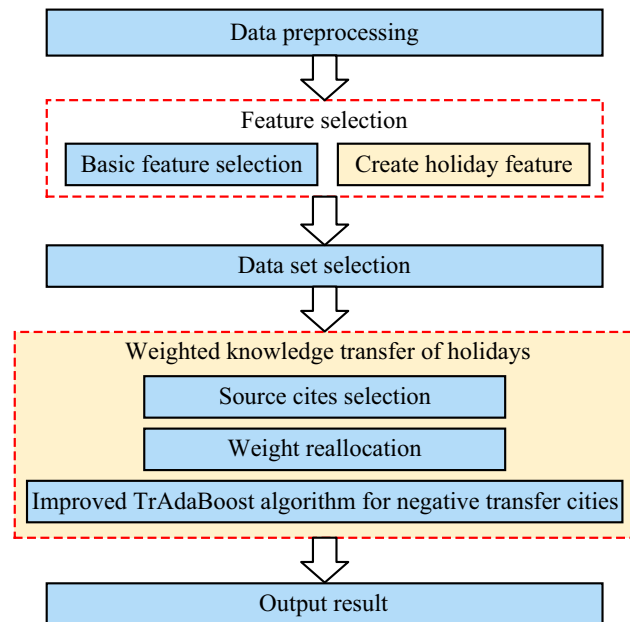 Data preprocessing
Feature selection
Basic feature selection
Create holiday feature
Data set selection
Weighted knowledge transfer of holidays
Source cites selection
Weight reallocation
Improved TrAdaBoost algorithm for negative transfer cities
Output result